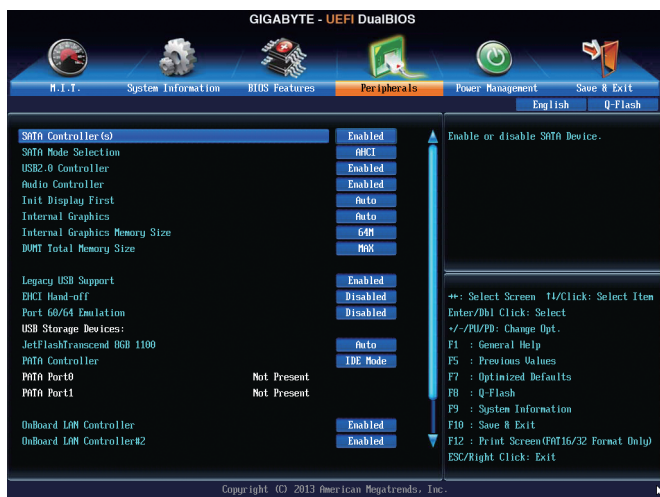 GIGABYTE - UEFI DualBIOS
M.I.T. System Information BIOS Features Peripherals Power Management Save & Exit
English Q-Flash
SATA Controller(s) Enabled
SATA Mode Selection AHCI
USB2.0 Controller Enabled
Audio Controller Enabled
Init Display First Auto
Internal Graphics Auto
Internal Graphics Memory Size 64M
DVMT Total Memory Size MAX
Legacy USB Support Enabled
EHCI Hand-off Disabled
Port 60/64 Emulation Disabled
USB Storage Devices:
JetFlashTranscend 8GB 1100 Auto
PATA Controller IDE Mode
PATA Port0 Not Present
PATA Port1 Not Present
OnBoard LAN Controller Enabled
OnBoard LAN Controller#2 Enabled
Enable or disable SATA Device.
→←: Select Screen ↑↓/Click: Select Item
Enter/Dbl Click: Select
+/-/PU/PD: Change Opt.
F1 : General Help
F5 : Previous Values
F7 : Optimized Defaults
F8 : Q-Flash
F9 : System Information
F10 : Save & Exit
F12 : Print Screen(FAT16/32 Format Only)
ESC/Right Click: Exit
Copyright (C) 2013 American Megatrends, Inc.